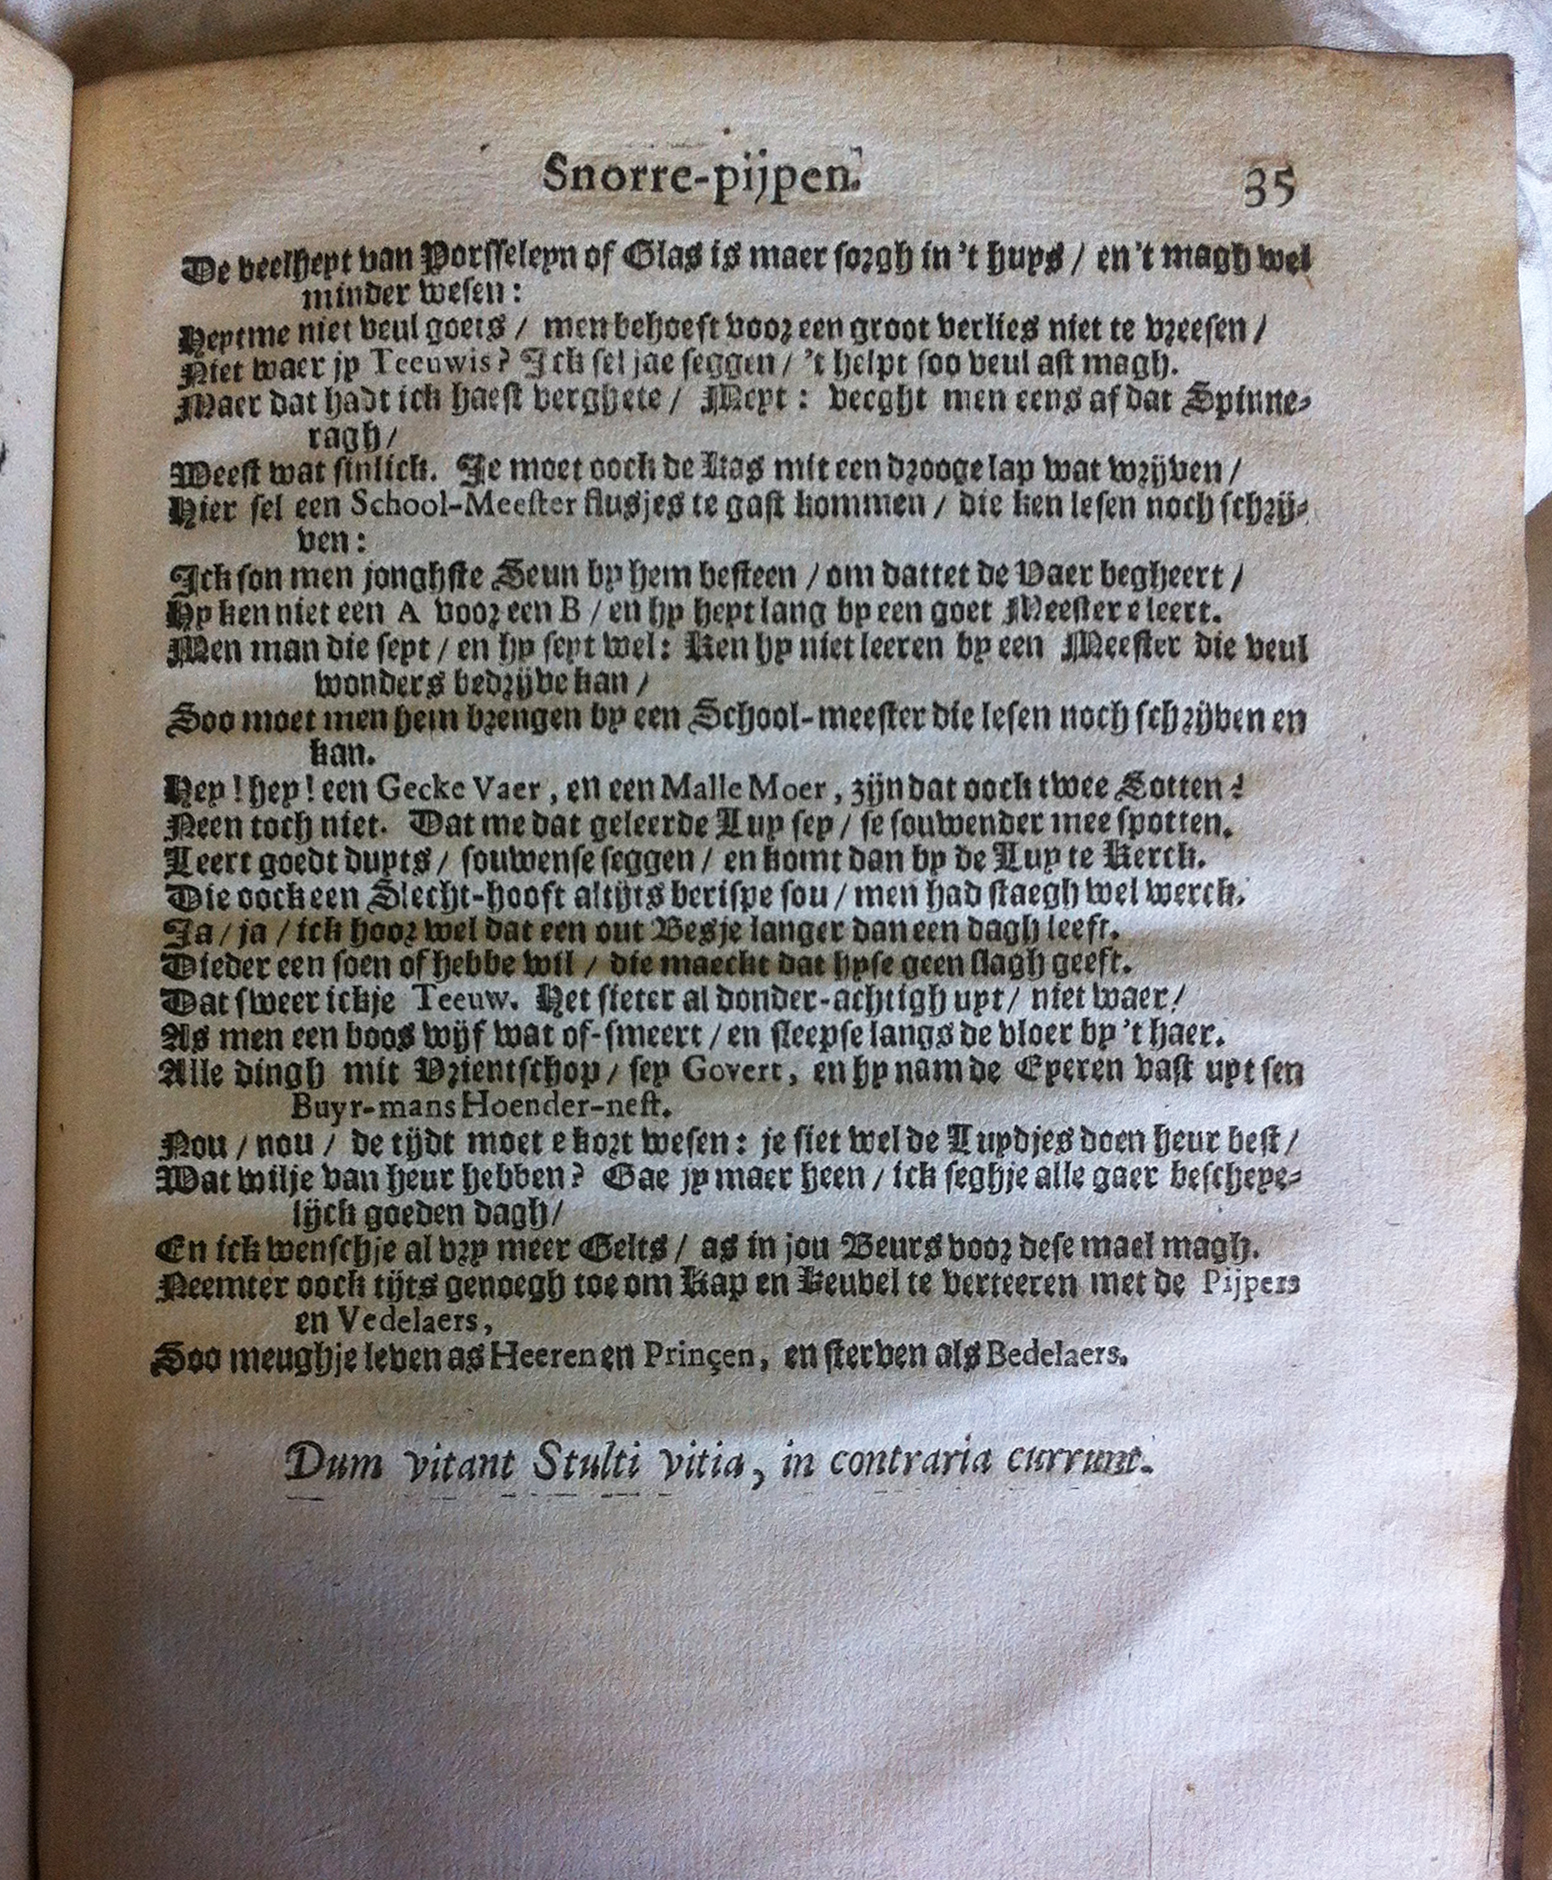 Snorre-pijpen. 35
De veelheyt van Porsseleyn of Glas is maer sorgh in 't huys / en 't magh wel
minder wesen:
Heytme niet veul goets / men behoeft voor een groot verlies niet te vreesen /
Niet waer jy Teeuwis? Ick sel jae seggen / 't helpt soo veul ast magh.
Maer dat hadt ick haest verghete / Meyt: veeght men eens af dat Spinne-
ragh /
Weest wat sinlick. Je moet oock de Kas mit een drooge lap wat wrijven /
Hier sel een School-Meester flusjes te gast kommen / die ken lesen noch schrij-
ven:
Ick son men jonghste Seun by hem besteen / om dattet de Vaer begheert /
Hy ken niet een A voor een B / en hy heyt lang by een goet Meester e leert.
Men man die seyt / en hy seyt wel: Ken hy niet leeren by een Meester die veul
wonders bedrijve kan /
Soo moet men hem brengen by een School-meester die lesen noch schrijven en
kan.
Hey! hey! een Gecke Vaer, en een Malle Moer, zijn dat oock twee Sotten?
Neen toch niet. Dat me dat geleerde Luy sey / se souwender mee spotten.
Leert goedt duyts / souwense seggen / en komt dan by de Luy te Kerck.
Die oock een Slecht-hooft altijts berispe sou / men had staegh wel werck.
Ja / ja / ick hoor wel dat een out Besje langer dan een dagh leeft.
Dieder een soen of hebbe wil / die maeckt dat hyse geen slagh geeft.
Dat sweer ickje Teeuw. Het sieter al donder-achtigh uyt / niet waer /
As men een boos wijf wat of-smeert / en sleepse langs de vloer by 't haer.
Alle dingh mit Vrientschop / sey Govert, en hy nam de Eyeren vast uyt sen
Buyr-mans Hoender-nest.
Nou / nou / de tijdt moet e kort wesen: je siet wel de Luydjes doen heur best /
Wat wilje van heur hebben? Gae jy maer heen / ick seghje alle gaer bescheye-
lijck goeden dagh /
En ick wenschje al vry meer Gelts / as in jou Beurs voor dese mael magh.
Neemter oock tijts genoegh toe om Kap en Keuvel te verteeren met de Pijpers
en Vedelaers,
Soo meughje leven as Heeren en Prinçen, en sterven als Bedelaers.
Dum vitant Stulti vitia, in contraria currunt.